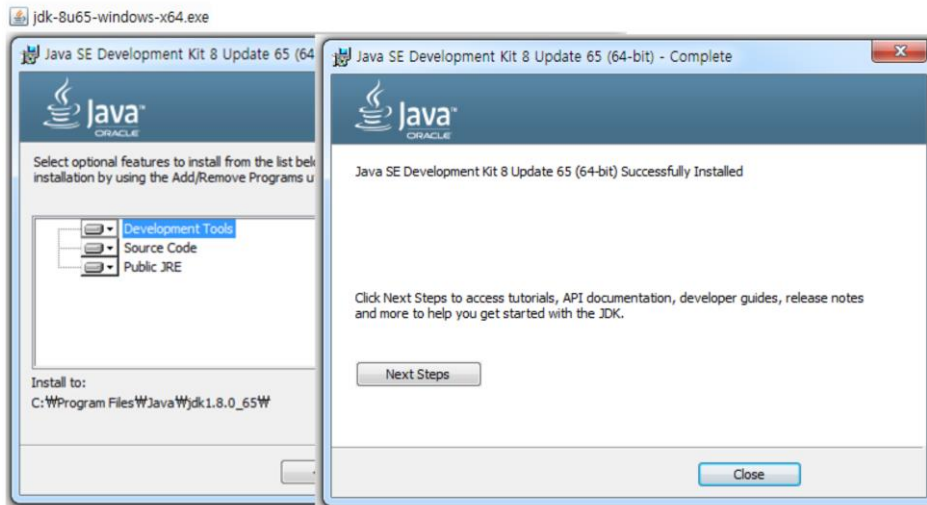 jdk-8u65-windows-x64.exe
Java SE Development Kit 8 Update 65 (64
Java
ORACLE
Select optional features to install from the list
installation by using the Add/Remove Programs
Development Tools
Source Code
Public JRE
Install to:
C:₩Program Files₩Java₩jdk1.8.0_65₩
Java SE Development Kit 8 Update 65 (64-bit) - Complete
Java
ORACLE
Java SE Development Kit 8 Update 65 (64-bit) Successfully Installed
Click Next Steps to access tutorials, API documentation, developer guides, release notes
and more to help you get started with the JDK.
Next Steps
Close